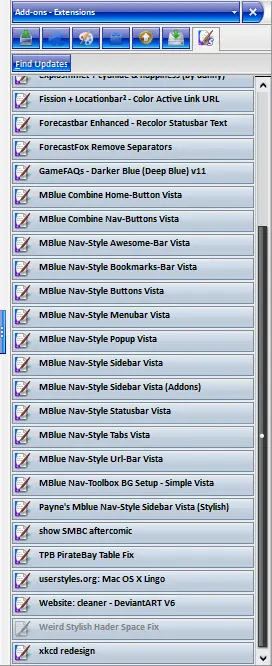 Add-ons - Extensions
Find Updates
Fission + Locationbar² - Color Active Link URL
Forecastbar Enhanced - Recolor Statusbar Text
ForecastFox Remove Separators
GameFAQs - Darker Blue (Deep Blue) v11
MBlue Combine Home-Button Vista
MBlue Combine Nav-Buttons Vista
MBlue Nav-Style Awesome-Bar Vista
MBlue Nav-Style Bookmarks-Bar Vista
MBlue Nav-Style Buttons Vista
MBlue Nav-Style Menubar Vista
MBlue Nav-Style Popup Vista
MBlue Nav-Style Sidebar Vista
MBlue Nav-Style Sidebar Vista (Addons)
MBlue Nav-Style Statusbar Vista
MBlue Nav-Style Tabs Vista
MBlue Nav-Style Url-Bar Vista
MBlue Nav-Toolbox BG Setup - Simple Vista
Payne's Mblue Nav-Style Sidebar Vista (Stylish)
show SMBC aftercomic
TPB PirateBay Table Fix
userstyles.org: Mac OS X Lingo
Website: cleaner - DeviantART V6
Weird Stylish Hader Space Fix
xkcd redesign